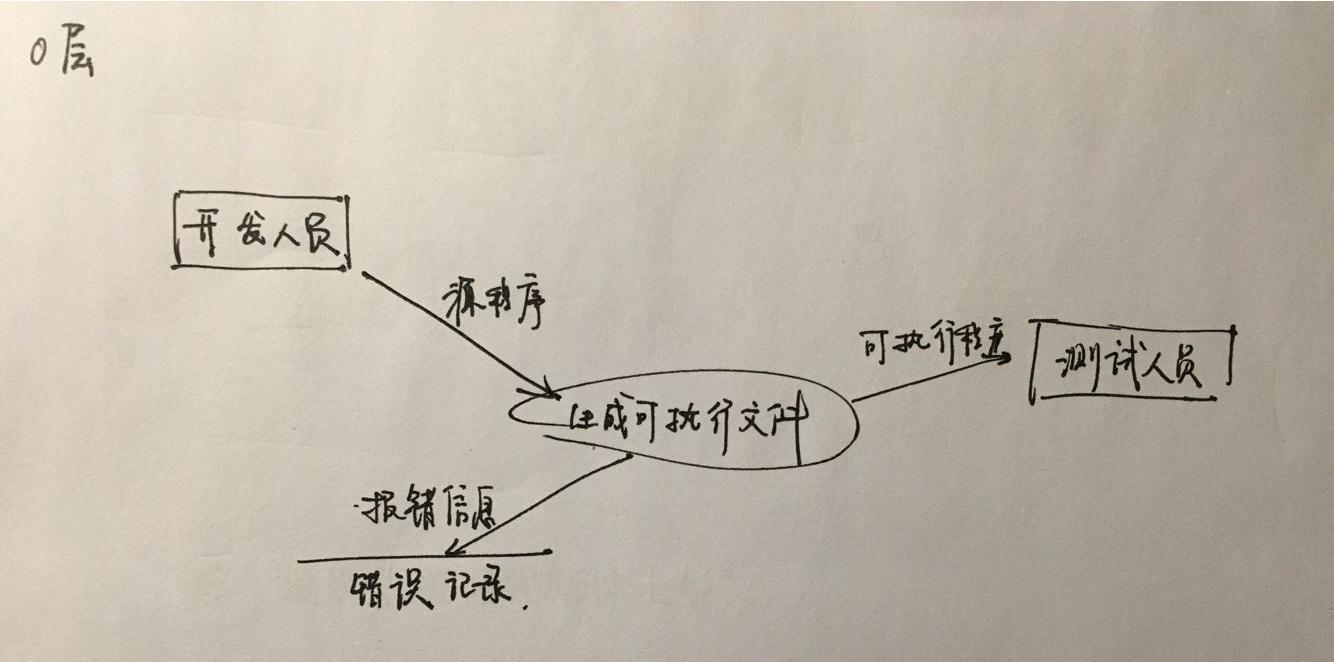 0层
开发人员
源程序
可执行程序
测试人员
生成可执行文件
报错信息
错误记录.